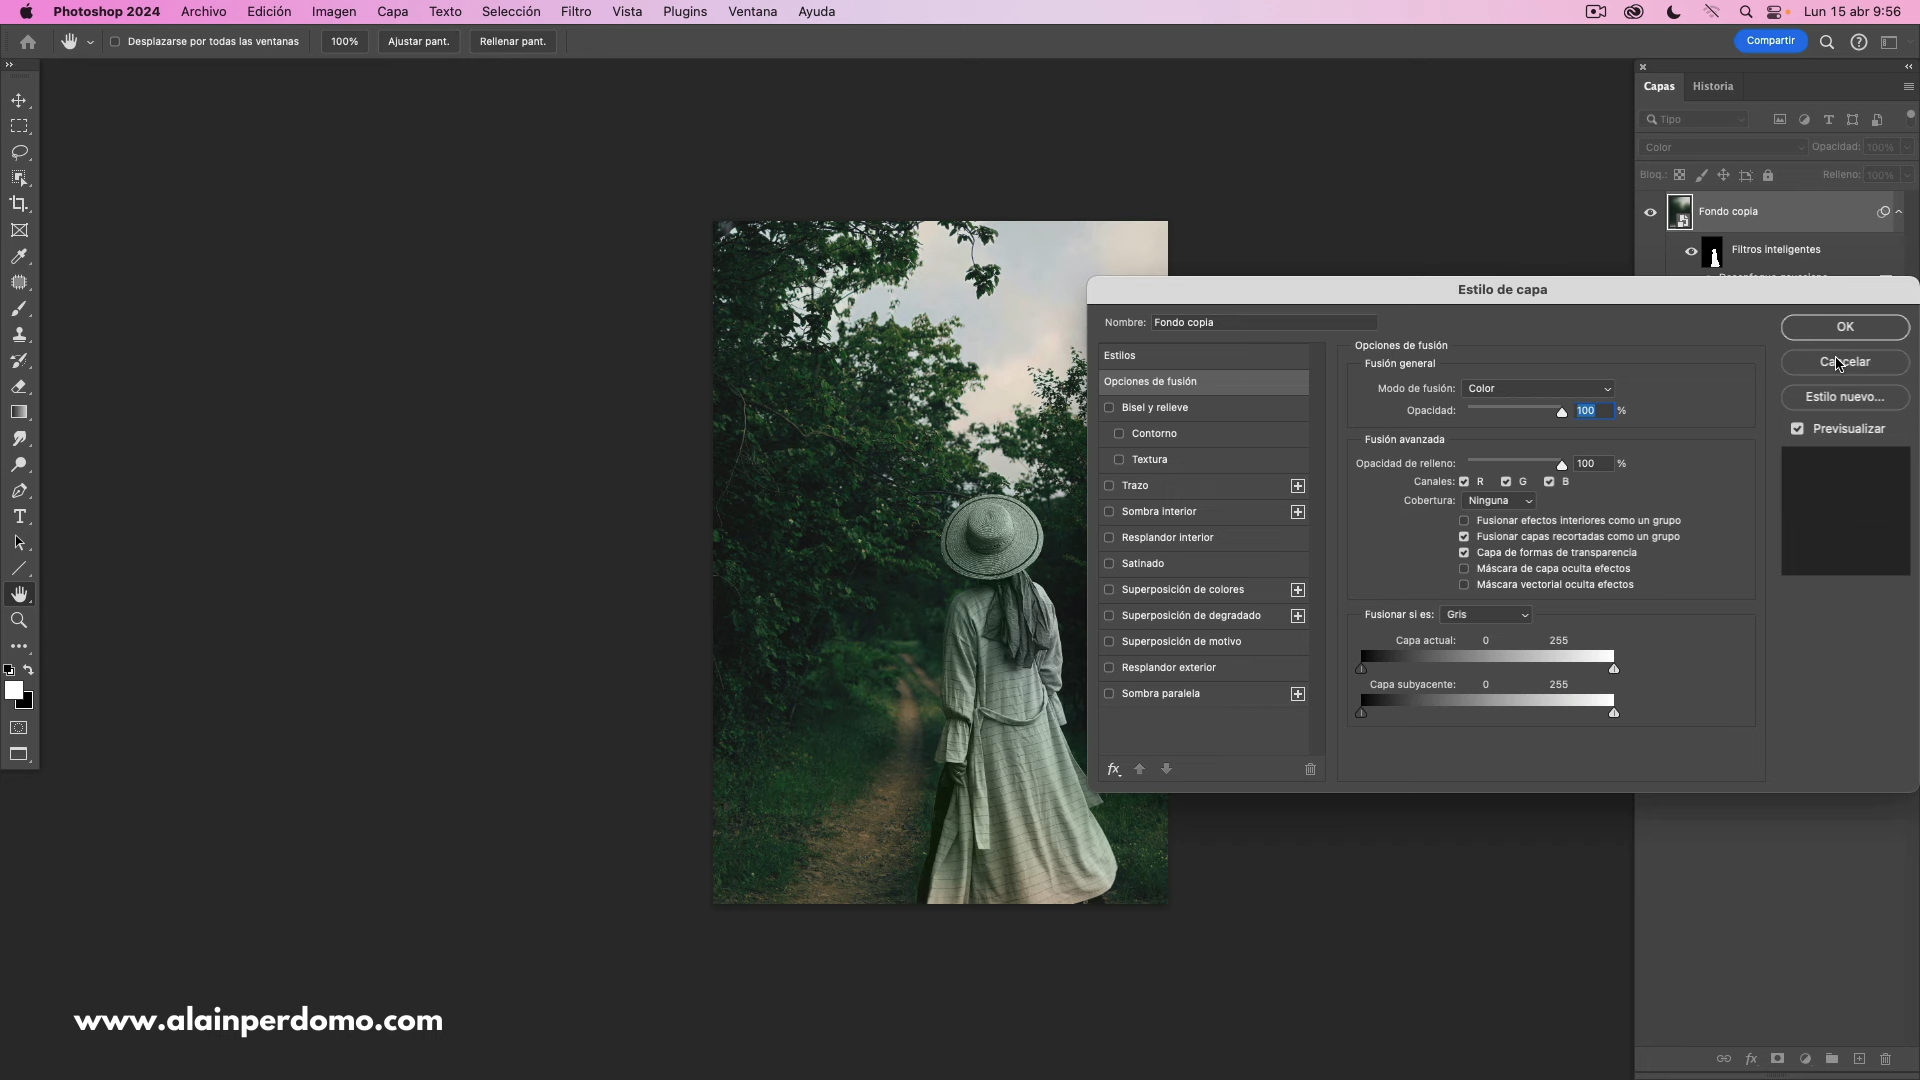 Photoshop 2024 Archivo Edición Imagen Capa Texto Selección Filtro Vista Plugins Ventana Ayuda Lun 15 abr 9:56
Desplazarse por todas las ventanas 100% Ajustar pant. Rellenar pant. Compartir
Capas Historia
Tipo
Color Opacidad: 100%
Bloq.: Relleno: 100%
Fondo copia
Filtros inteligentes
Estilo de capa
Nombre: Fondo copia
Estilos
Opciones de fusión
Bisel y relieve
Contorno
Textura
Trazo
Sombra interior
Resplandor interior
Satinado
Superposición de colores
Superposición de degradado
Superposición de motivo
Resplandor exterior
Sombra paralela
fx
Opciones de fusión
Fusión general
Modo de fusión: Color
Opacidad: 100 %
Fusión avanzada
Opacidad de relleno: 100 %
Canales: R G B
Cobertura: Ninguna
Fusionar efectos interiores como un grupo
Fusionar capas recortadas como un grupo
Capa de formas de transparencia
Máscara de capa oculta efectos
Máscara vectorial oculta efectos
Fusionar si es: Gris
Capa actual: 0 255
Capa subyacente: 0 255
OK
Cancelar
Estilo nuevo...
Previsualizar
www.alainperdomo.com
fx